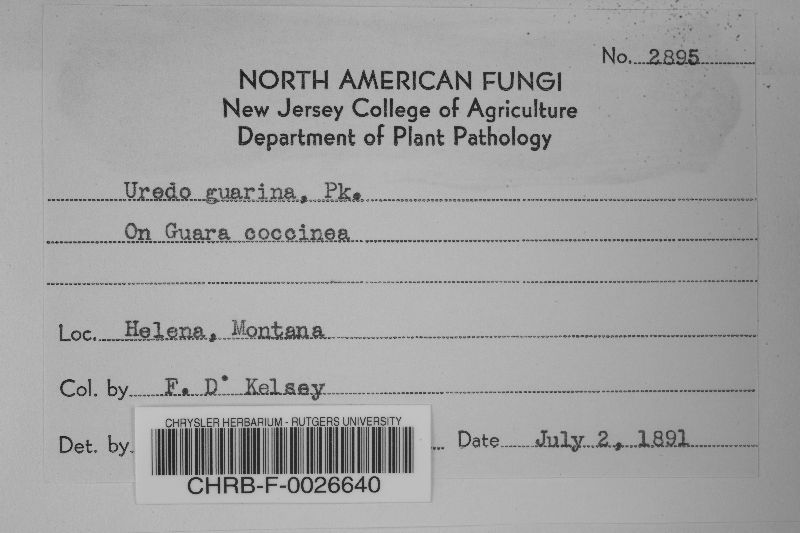 No. 2895
NORTH AMERICAN FUNGI
New Jersey College of Agriculture
Department of Plant Pathology
Uredo guarina, Pk.
On Guara coccinea
Loc. Helena, Montana
Col. by F. D' Kelsey
Det. by
Date July 2, 1891
CHRYSLER HERBARIUM - RUTGERS UNIVERSITY
CHRB-F-0026640